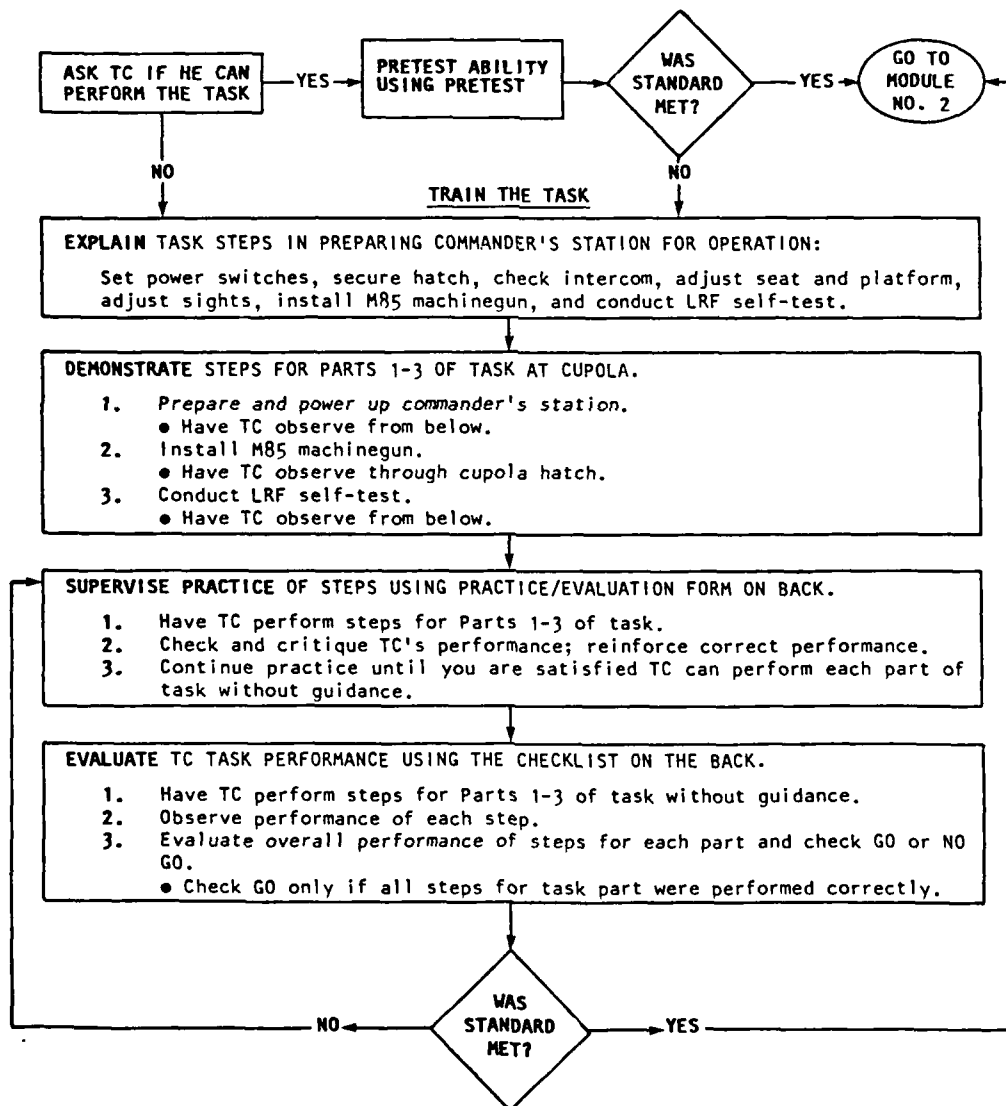 ASK TC IF HE CAN
PERFORM THE TASK
YES
PRETEST ABILITY
USING PRETEST
WAS
STANDARD
MET?
YES
GO TO
MODULE
NO. 2
NO
NO
TRAIN THE TASK
EXPLAIN TASK STEPS IN PREPARING COMMANDER'S STATION FOR OPERATION:
Set power switches, secure hatch, check intercom, adjust seat and platform,
adjust sights, install M85 machinegun, and conduct LRF self-test.
DEMONSTRATE STEPS FOR PARTS 1-3 OF TASK AT CUPOLA.
1. Prepare and power up commander's station.
• Have TC observe from below.
2. Install M85 machinegun.
• Have TC observe through cupola hatch.
3. Conduct LRF self-test.
• Have TC observe from below.
SUPERVISE PRACTICE OF STEPS USING PRACTICE/EVALUATION FORM ON BACK.
1. Have TC perform steps for Parts 1-3 of task.
2. Check and critique TC's performance; reinforce correct performance.
3. Continue practice until you are satisfied TC can perform each part of
task without guidance.
EVALUATE TC TASK PERFORMANCE USING THE CHECKLIST ON THE BACK.
1. Have TC perform steps for Parts 1-3 of task without guidance.
2. Observe performance of each step.
3. Evaluate overall performance of steps for each part and check GO or NO
GO.
• Check GO only if all steps for task part were performed correctly.
WAS
STANDARD
MET?
NO
YES